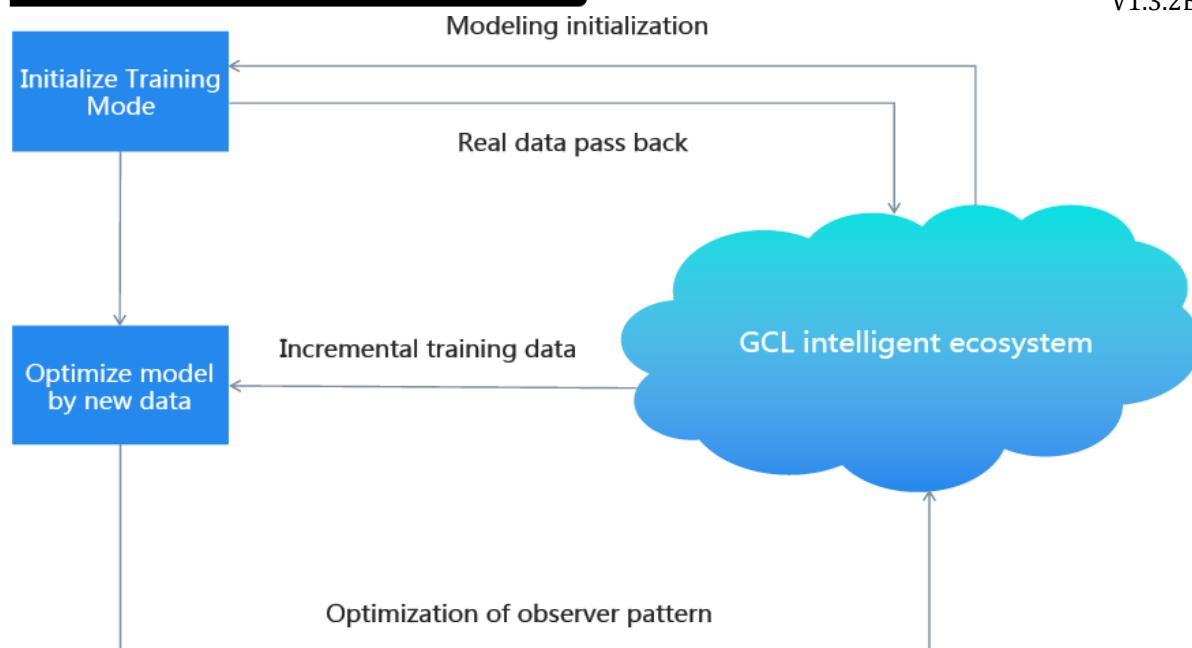 Modeling initialization
Initialize Training
Mode
Real data pass back
GCL intelligent ecosystem
Incremental training data
Optimize model
by new data
Optimization of observer pattern